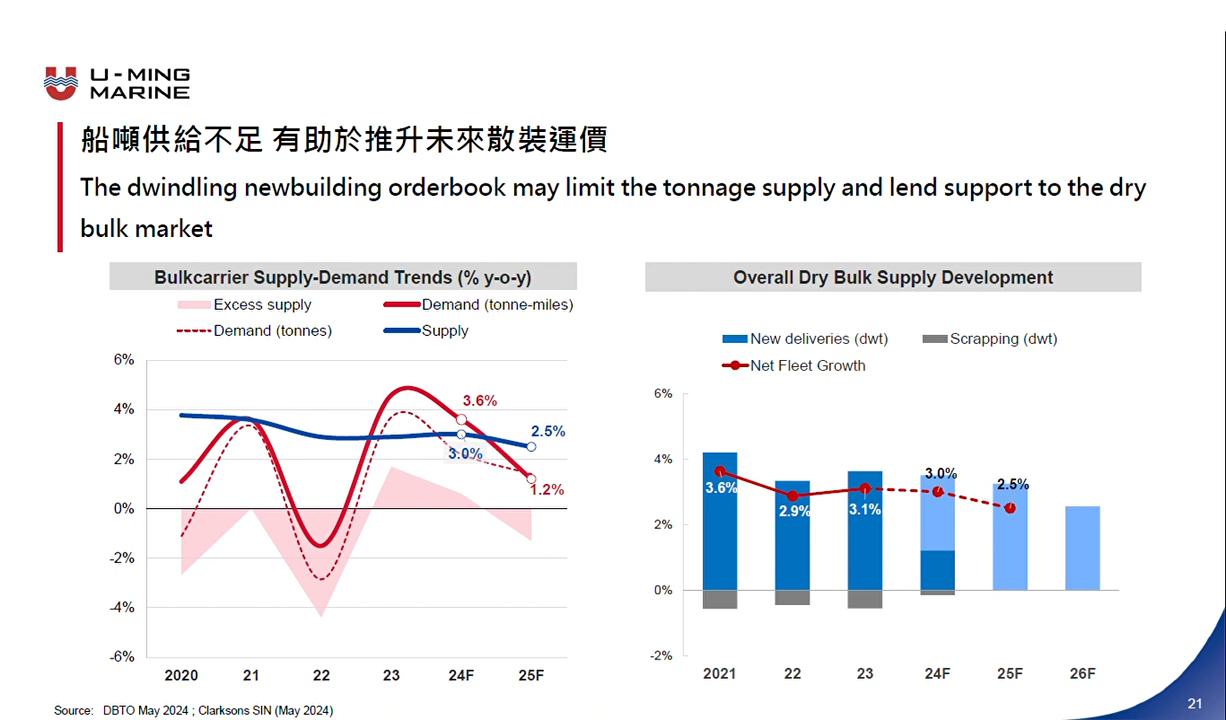 U-MING
MARINE
船噸供給不足 有助於推升未來散裝運價
The dwindling newbuilding orderbook may limit the tonnage supply and lend support to the dry
bulk market
Bulkcarrier Supply-Demand Trends (% y-o-y)
Excess supply
Demand (tonne-miles)
Demand (tonnes)
Supply
6%
4%
2%
0%
-2%
-4%
-6%
3.6%
2.5%
3.0%
1.2%
2020 21 22 23 24F 25F
Overall Dry Bulk Supply Development
New deliveries (dwt)
Scrapping (dwt)
Net Fleet Growth
6%
4%
2%
0%
-2%
3.6%
2.9%
3.1%
3.0%
2.5%
2021 22 23 24F 25F 26F
Source: DBTO May 2024 ; Clarksons SIN (May 2024)
21